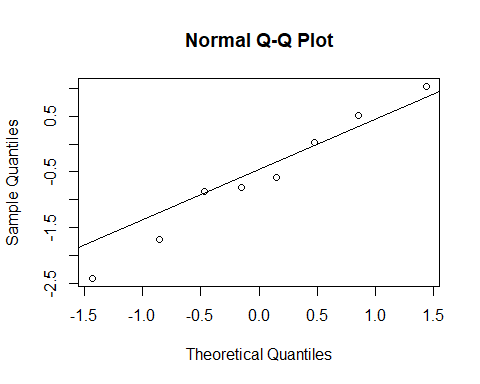 Normal Q-Q Plot
Sample Quantiles
0.5
-0.5
-1.5
-2.5
-1.5 -1.0 -0.5 0.0 0.5 1.0 1.5
Theoretical Quantiles